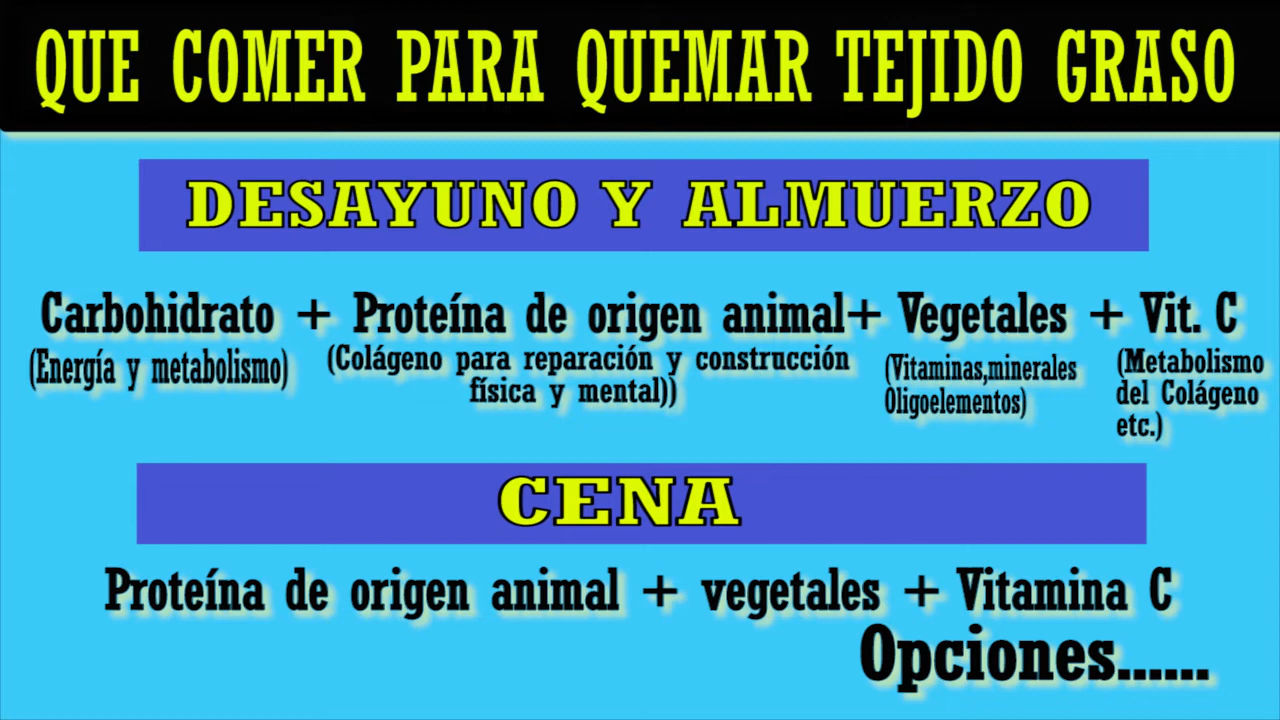 QUE COMER PARA QUEMAR TEJIDO GRASO
DESAYUNO Y ALMUERZO
Carbohidrato + Proteína de origen animal+ Vegetales + Vit. C
(Energía y metabolismo)
(Colágeno para reparación y construcción
física y mental))
(Vitaminas,minerales
Oligoelementos)
(Metabolismo
del Colágeno
etc.)
CENA
Proteína de origen animal + vegetales + Vitamina C
Opciones......